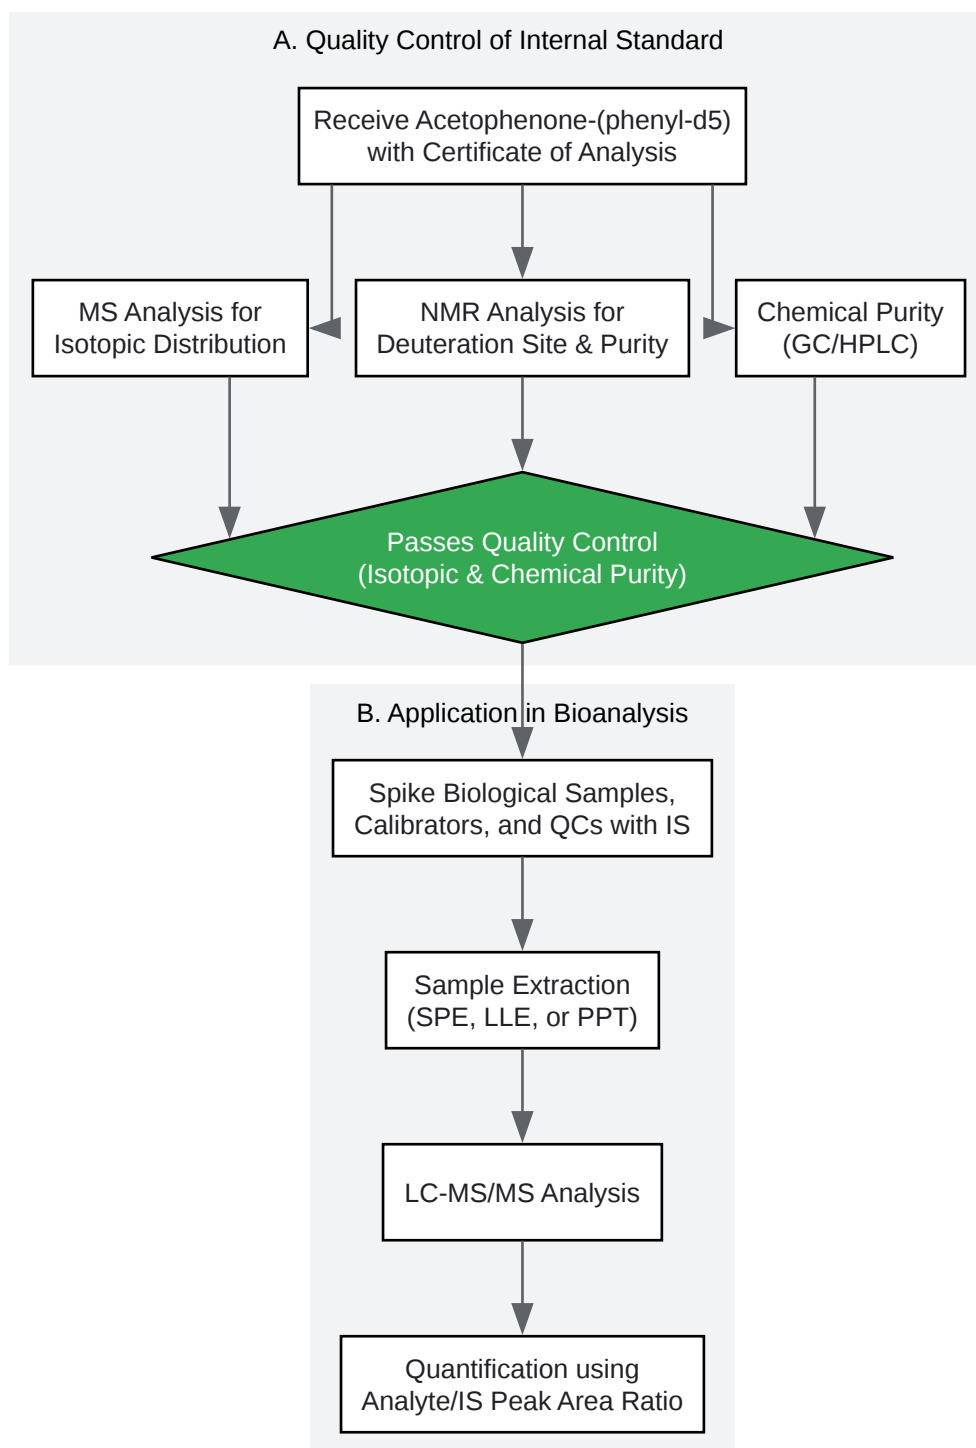 A. Quality Control of Internal Standard
Receive Acetophenone-(phenyl-d5)
with Certificate of Analysis
MS Analysis for
Isotopic Distribution
NMR Analysis for
Deuteration Site & Purity
Chemical Purity
(GC/HPLC)
Passes Quality Control
(Isotopic & Chemical Purity)
B. Application in Bioanalysis
Spike Biological Samples,
Calibrators, and QCs with IS
Sample Extraction
(SPE, LLE, or PPT)
LC-MS/MS Analysis
Quantification using
Analyte/IS Peak Area Ratio